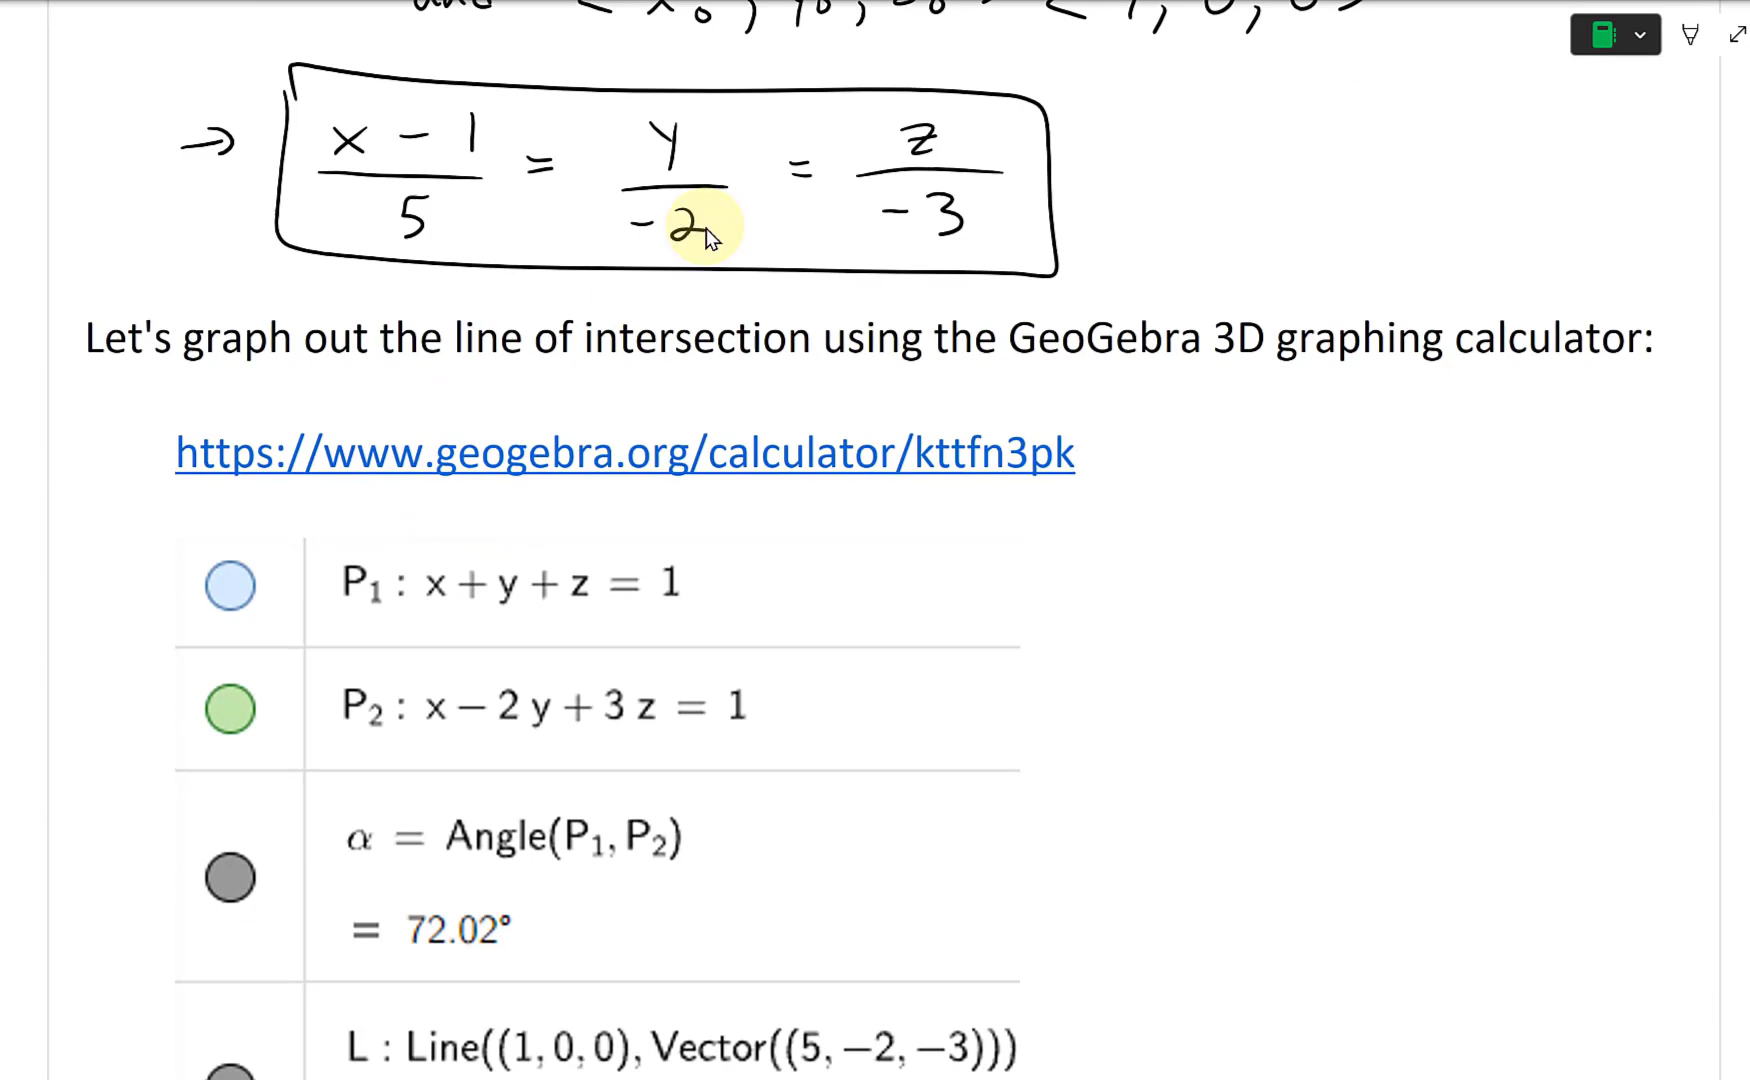 → x - 1 / 5 = y / -2 = z / -3
Let's graph out the line of intersection using the GeoGebra 3D graphing calculator:
https://www.geogebra.org/calculator/kttfn3pk
P₁ : x + y + z = 1
P₂ : x − 2 y + 3 z = 1
α = Angle(P₁, P₂)
= 72.02°
L : Line((1, 0, 0), Vector((5, −2, −3)))